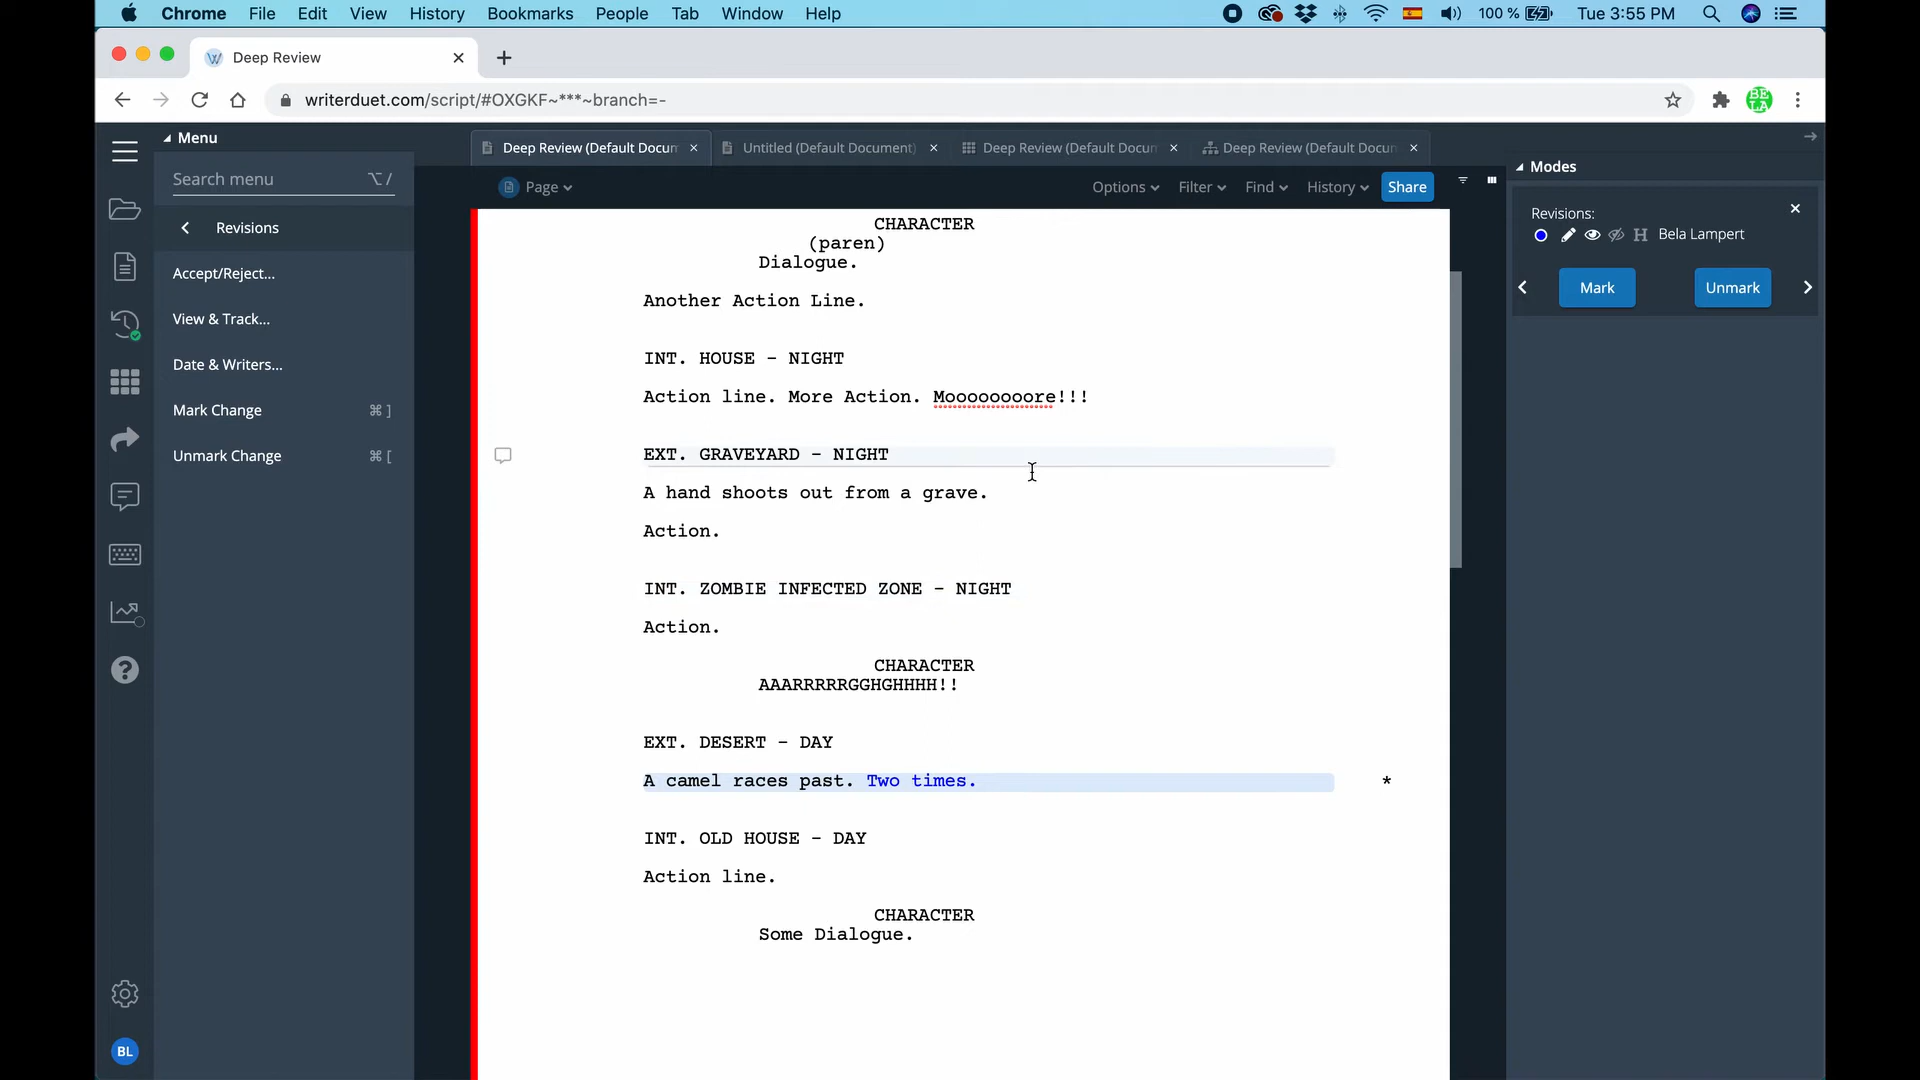 Chrome File Edit View History Bookmarks People Tab Window Help 100 % Tue 3:55 PM
Deep Review
writerduet.com/script/#OXGKF~***~branch=-
Menu
Deep Review (Default Docum
Untitled (Default Document)
Deep Review (Default Docum
Deep Review (Default Docum
Modes
Search menu ⌥ /
Page
Options Filter Find History Share
Revisions
Accept/Reject...
View & Track...
Date & Writers...
Mark Change ⌘ ]
Unmark Change ⌘ [
BL
CHARACTER
(paren)
Dialogue.
Another Action Line.
INT. HOUSE - NIGHT
Action line. More Action. Mooooooooore!!!
EXT. GRAVEYARD - NIGHT
A hand shoots out from a grave.
Action.
INT. ZOMBIE INFECTED ZONE - NIGHT
Action.
CHARACTER
AAARRRRRGGHGHHHH!!
EXT. DESERT - DAY
A camel races past. Two times. *
INT. OLD HOUSE - DAY
Action line.
CHARACTER
Some Dialogue.
Revisions:
H Bela Lampert
Mark Unmark
BE
LA